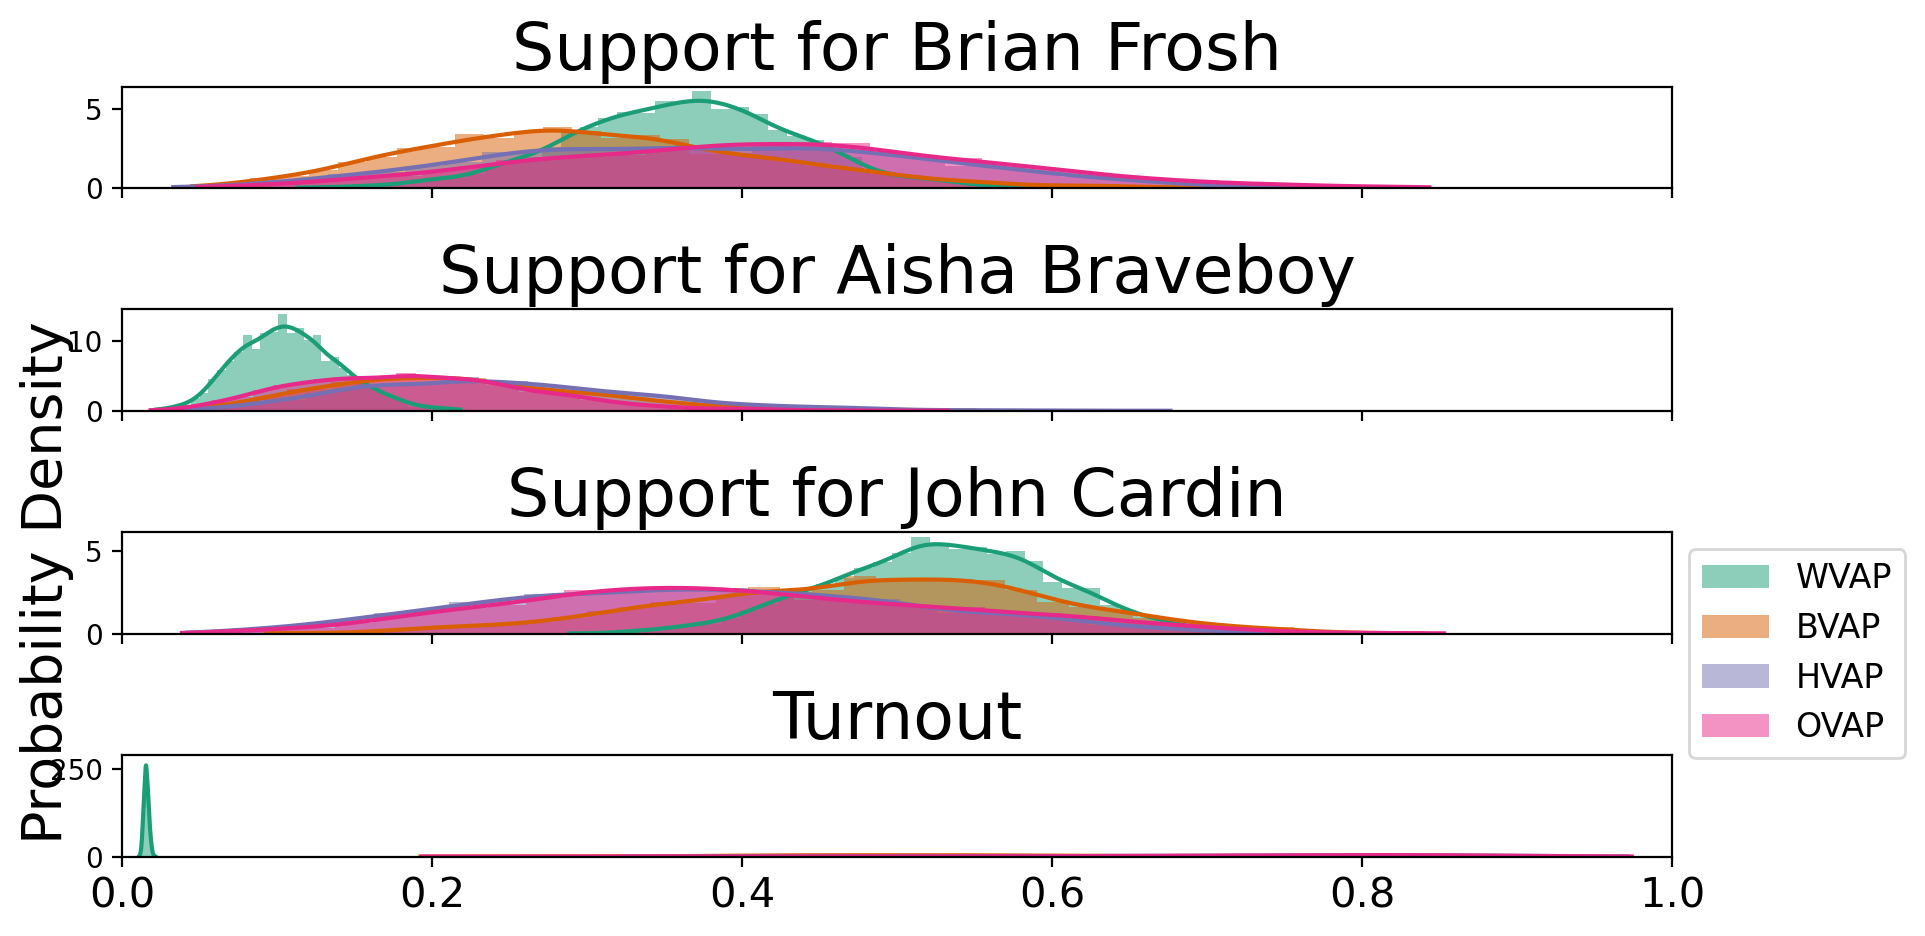 Support for Brian Frosh
5
0
Support for Aisha Braveboy
10
0
Support for John Cardin
5
0
Turnout
250
0
0.0 0.2 0.4 0.6 0.8 1.0
Probability Density
WVAP
BVAP
HVAP
OVAP